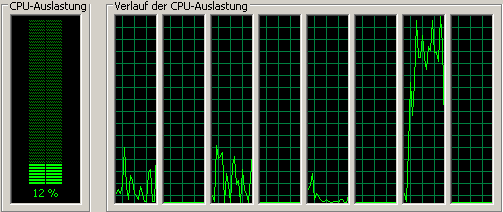 CPU-Auslastung
Verlauf der CPU-Auslastung
12 %